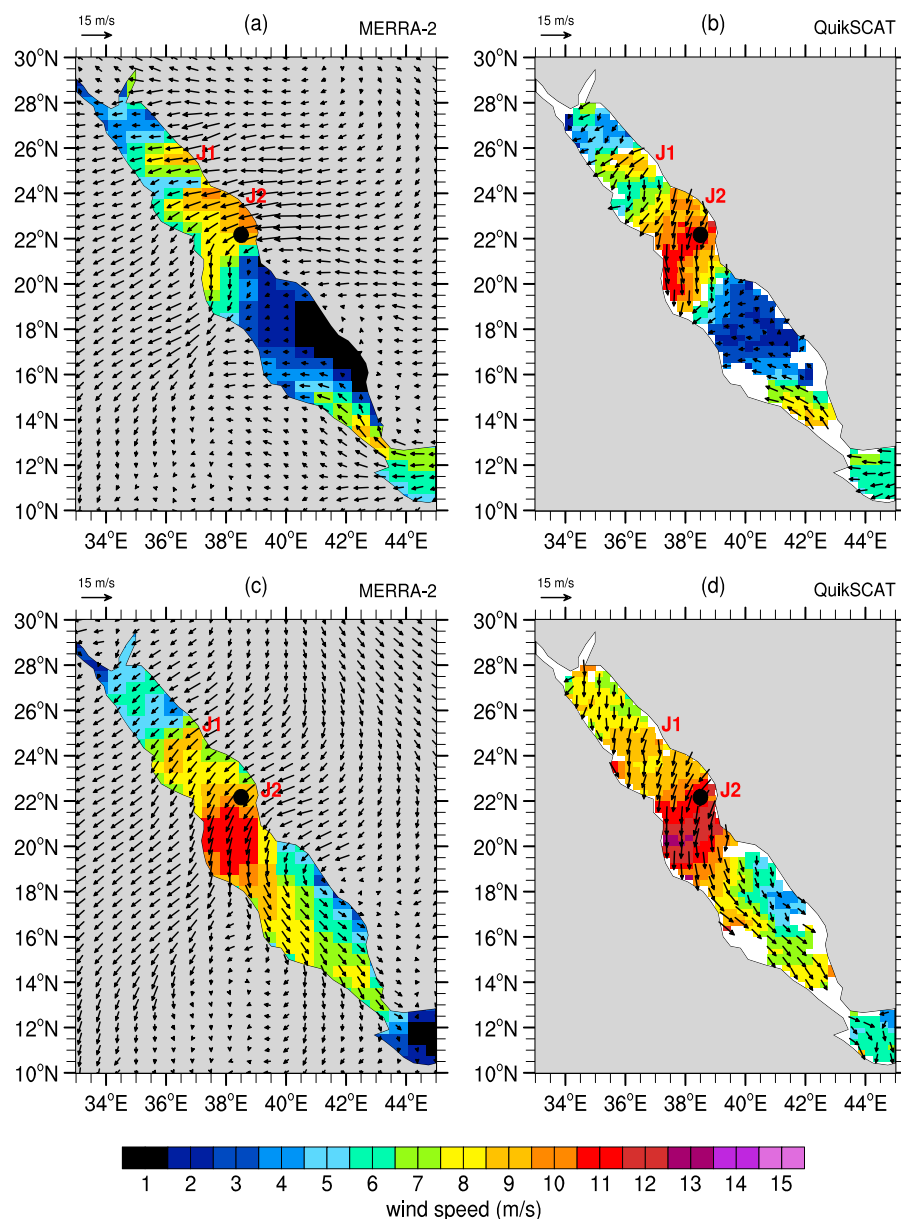 15 m/s (a) MERRA-2
30°N
28°N
26°N
24°N
22°N
20°N
18°N
16°N
14°N
12°N
10°N
J1
J2
34°E 36°E 38°E 40°E 42°E 44°E
15 m/s (b) QuikSCAT
30°N
28°N
26°N
24°N
22°N
20°N
18°N
16°N
14°N
12°N
10°N
J1
J2
34°E 36°E 38°E 40°E 42°E 44°E
15 m/s (c) MERRA-2
30°N
28°N
26°N
24°N
22°N
20°N
18°N
16°N
14°N
12°N
10°N
J1
J2
34°E 36°E 38°E 40°E 42°E 44°E
15 m/s (d) QuikSCAT
30°N
28°N
26°N
24°N
22°N
20°N
18°N
16°N
14°N
12°N
10°N
J1
J2
34°E 36°E 38°E 40°E 42°E 44°E
1 2 3 4 5 6 7 8 9 10 11 12 13 14 15
wind speed (m/s)